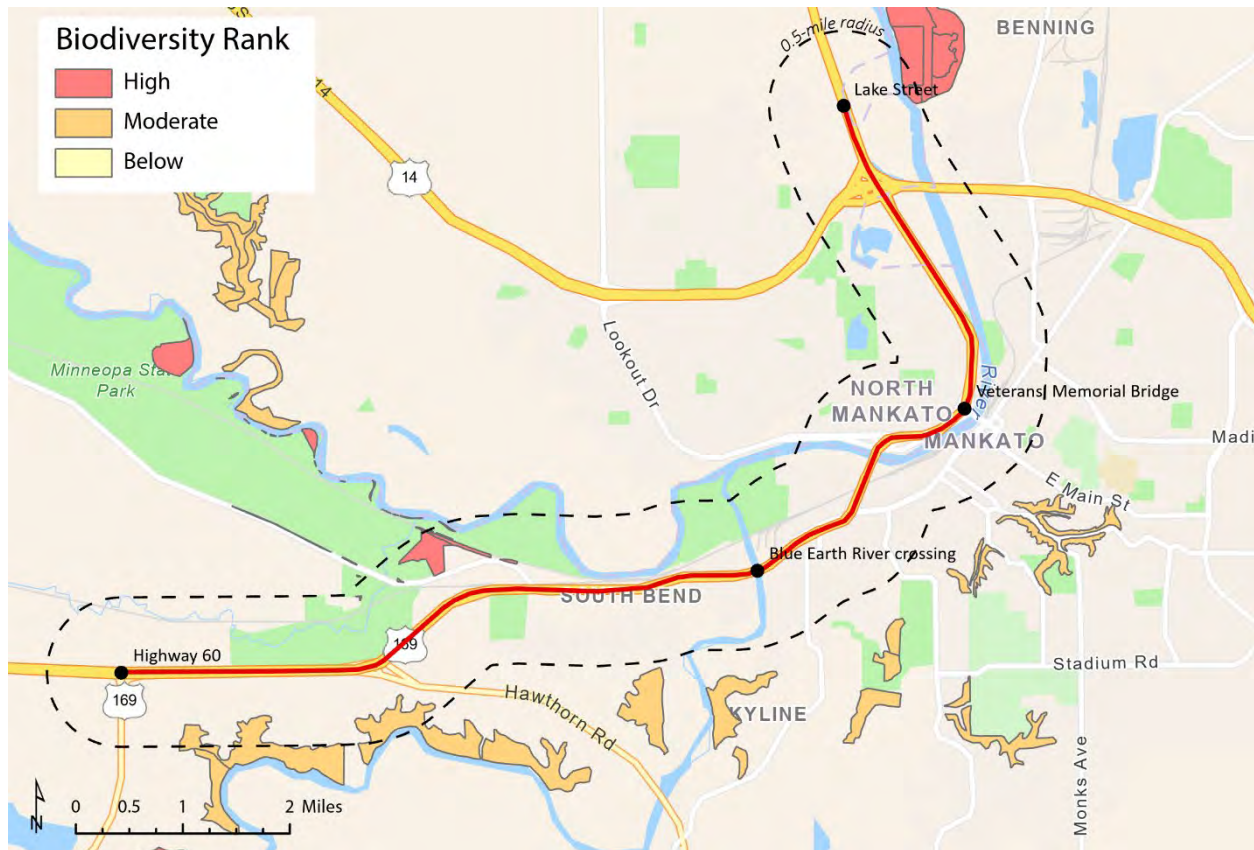 Biodiversity Rank
High
Moderate
Below
14
0.5-mile radius
BENNING
Lake Street
14
Lookout Dr
Minneopa Sta
Park
River
NORTH
MANKATO
Veterans Memorial Bridge
MANKATO
Madi
E Main St
Blue Earth River crossing
SOUTH BEND
169
Highway 60
169
Hawthorn Rd
KYLINE
Stadium Rd
Monks Ave
N
0 0.5 1 2 Miles